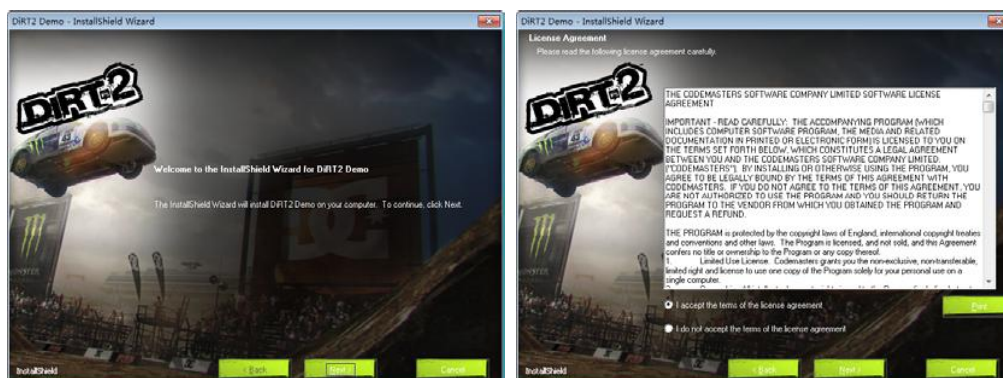 DiRT2 Demo - InstallShield Wizard
DiRT2
Welcome to the InstallShield Wizard for DiRT2 Demo
The InstallShield Wizard will install DiRT2 Demo on your computer. To continue, click Next.
InstallShield
< Back
Next >
Cancel
DiRT2 Demo - InstallShield Wizard
License Agreement
Please read the following license agreement carefully.
DiRT2
THE CODEMASTERS SOFTWARE COMPANY LIMITED SOFTWARE LICENSE
AGREEMENT
IMPORTANT - READ CAREFULLY: THE ACCOMPANYING PROGRAM (WHICH
INCLUDES COMPUTER SOFTWARE PROGRAM, THE MEDIA AND RELATED
DOCUMENTATION IN PRINTED OR ELECTRONIC FORM) IS LICENSED TO YOU ON
THE TERMS SET FORTH BELOW, WHICH CONSTITUTES A LEGAL AGREEMENT
BETWEEN YOU AND THE CODEMASTERS SOFTWARE COMPANY LIMITED,
("CODEMASTERS"). BY INSTALLING OR OTHERWISE USING THE PROGRAM, YOU
AGREE TO BE LEGALLY BOUND BY THE TERMS OF THIS AGREEMENT WITH
CODEMASTERS. IF YOU DO NOT AGREE TO THE TERMS OF THIS AGREEMENT, YOU
ARE NOT AUTHORIZED TO USE THE PROGRAM AND YOU SHOULD RETURN THE
PROGRAM TO THE VENDOR FROM WHICH YOU OBTAINED THE PROGRAM AND
REQUEST A REFUND.
THE PROGRAM is protected by the copyright laws of England, international copyright treaties
and conventions and other laws. The Program is licensed, and not sold, and this Agreement
confers no title or ownership to the Program or any copy thereof.
1. Limited Use License. Codemasters grants you the non-exclusive, non-transferable,
limited right and license to use one copy of the Program solely for your personal use on a
single computer.
I accept the terms of the license agreement
Print
I do not accept the terms of the license agreement
InstallShield
< Back
Next >
Cancel